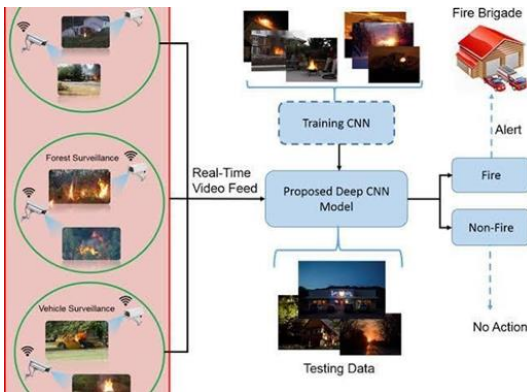 Fire Brigade
Training CNN
Alert
Forest Surveillance
Real-Time
Video Feed
Proposed Deep CNN
Model
Fire
Non-Fire
Vehicle Surveillance
No Action
Testing Data